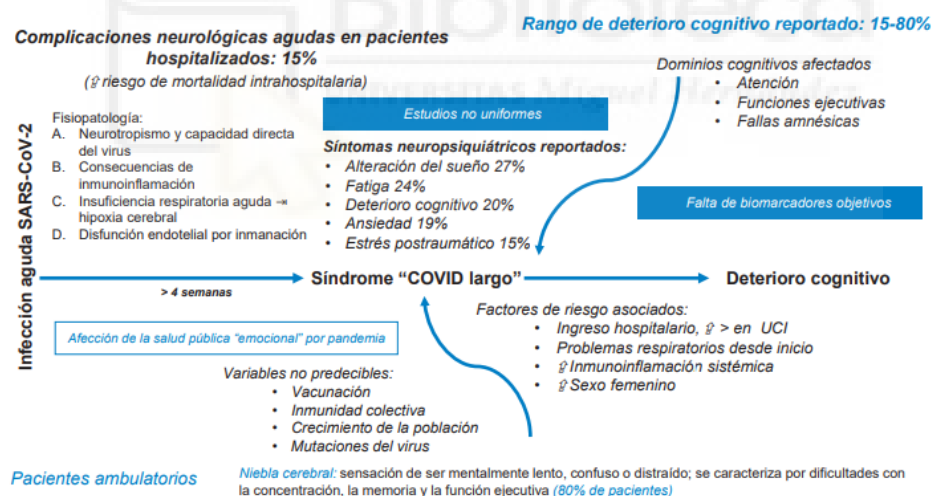 Biblioteca
UNIVERSITAS Miguel Hernández
Rango de deterioro cognitivo reportado: 15-80%
Complicaciones neurológicas agudas en pacientes
hospitalizados: 15%
(⇧ riesgo de mortalidad intrahospitalaria)
Dominios cognitivos afectados
• Atención
• Funciones ejecutivas
• Fallas amnésicas
Infección aguda SARS-CoV-2
Fisiopatología:
A. Neurotropismo y capacidad directa
del virus
B. Consecuencias de
inmunoinflamación
C. Insuficiencia respiratoria aguda ⇥
hipoxia cerebral
D. Disfunción endotelial por inmanación
Estudios no uniformes
Síntomas neuropsiquiátricos reportados:
• Alteración del sueño 27%
• Fatiga 24%
• Deterioro cognitivo 20%
• Ansiedad 19%
• Estrés postraumático 15%
Falta de biomarcadores objetivos
> 4 semanas
Síndrome “COVID largo”
Deterioro cognitivo
Afección de la salud pública “emocional” por pandemia
Variables no predecibles:
• Vacunación
• Inmunidad colectiva
• Crecimiento de la población
• Mutaciones del virus
Factores de riesgo asociados:
• Ingreso hospitalario, ⇧ > en UCI
• Problemas respiratorios desde inicio
• ⇧ Inmunoinflamación sistémica
• ⇧ Sexo femenino
Pacientes ambulatorios
Niebla cerebral: sensación de ser mentalmente lento, confuso o distraído; se caracteriza por dificultades con
la concentración, la memoria y la función ejecutiva (80% de pacientes)